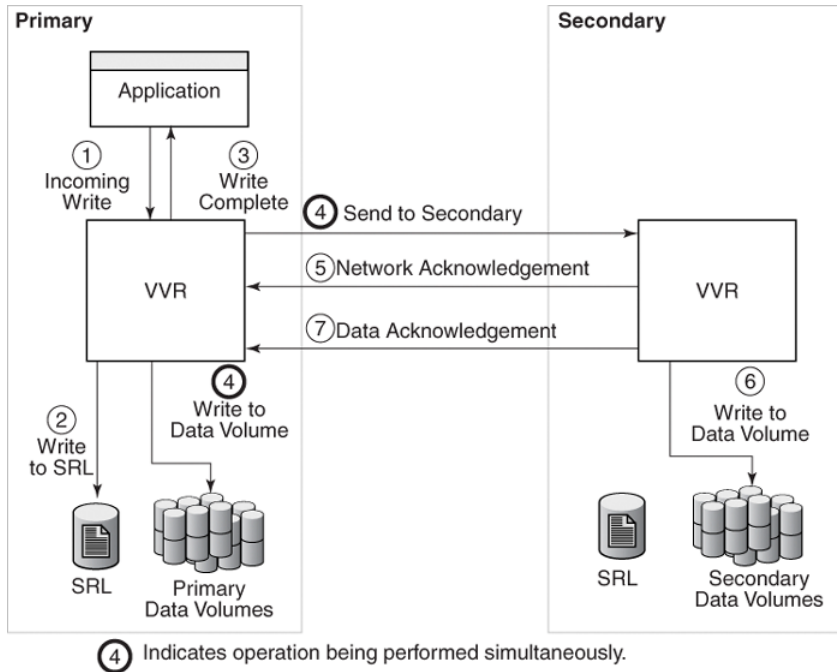 Primary
Secondary
Application
1
3
Incoming
Write
Write
Complete
4 Send to Secondary
5 Network Acknowledgement
VVR
VVR
7 Data Acknowledgement
4
6
2
Write to
Data Volume
Write to
Data Volume
Write
to SRL
SRL
Primary
Data Volumes
SRL
Secondary
Data Volumes
4 Indicates operation being performed simultaneously.